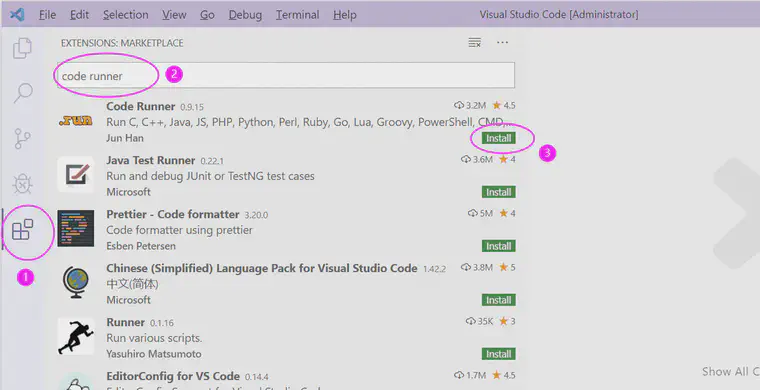 File Edit Selection View Go Debug Terminal Help Visual Studio Code [Administrator]
EXTENSIONS: MARKETPLACE
code runner
2
Code Runner 0.9.15 3.2M 4.5
.run
Run C, C++, Java, JS, PHP, Python, Perl, Ruby, Go, Lua, Groovy, PowerShell, CMD,...
Jun Han Install
3
Java Test Runner 0.22.1 3.6M 4
Run and debug JUnit or TestNG test cases
Microsoft Install
Prettier - Code formatter 3.20.0 5M 4
Code formatter using prettier
Esben Petersen Install
1
Chinese (Simplified) Language Pack for Visual Studio Code 1.42.2 3.8M 5
中文(简体)
Microsoft Install
Runner 0.1.16 35K 3
Run various scripts.
Yasuhiro Matsumoto Install
EditorConfig for VS Code 0.14.4 1.7M 4.5
EditorConfig Support for Visual Studio Code
Show All C